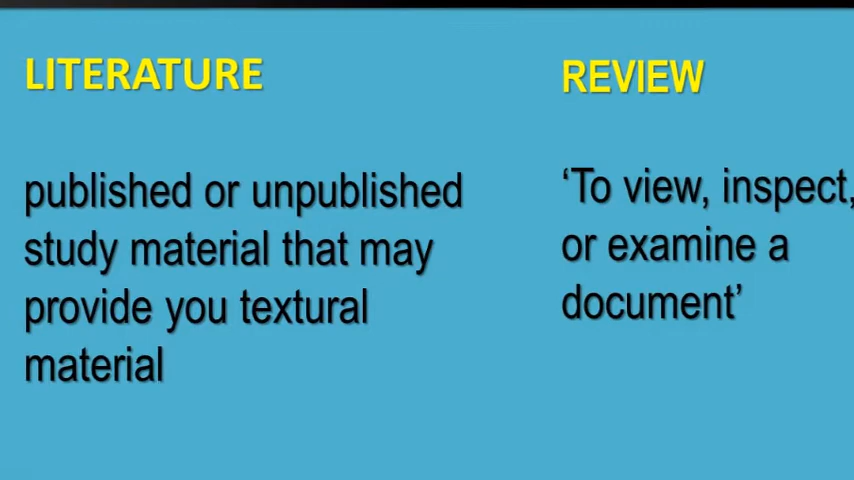 LITERATURE
published or unpublished
study material that may
provide you textural
material
REVIEW
‘To view, inspect,
or examine a
document’